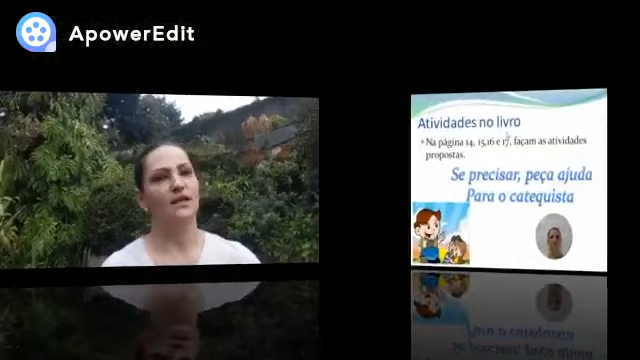 ApowerEdit
Atividades no livro
Na página 14, 15,16 e 17, façam as atividades
propostas.
Se precisar, peça ajuda
Para o catequista